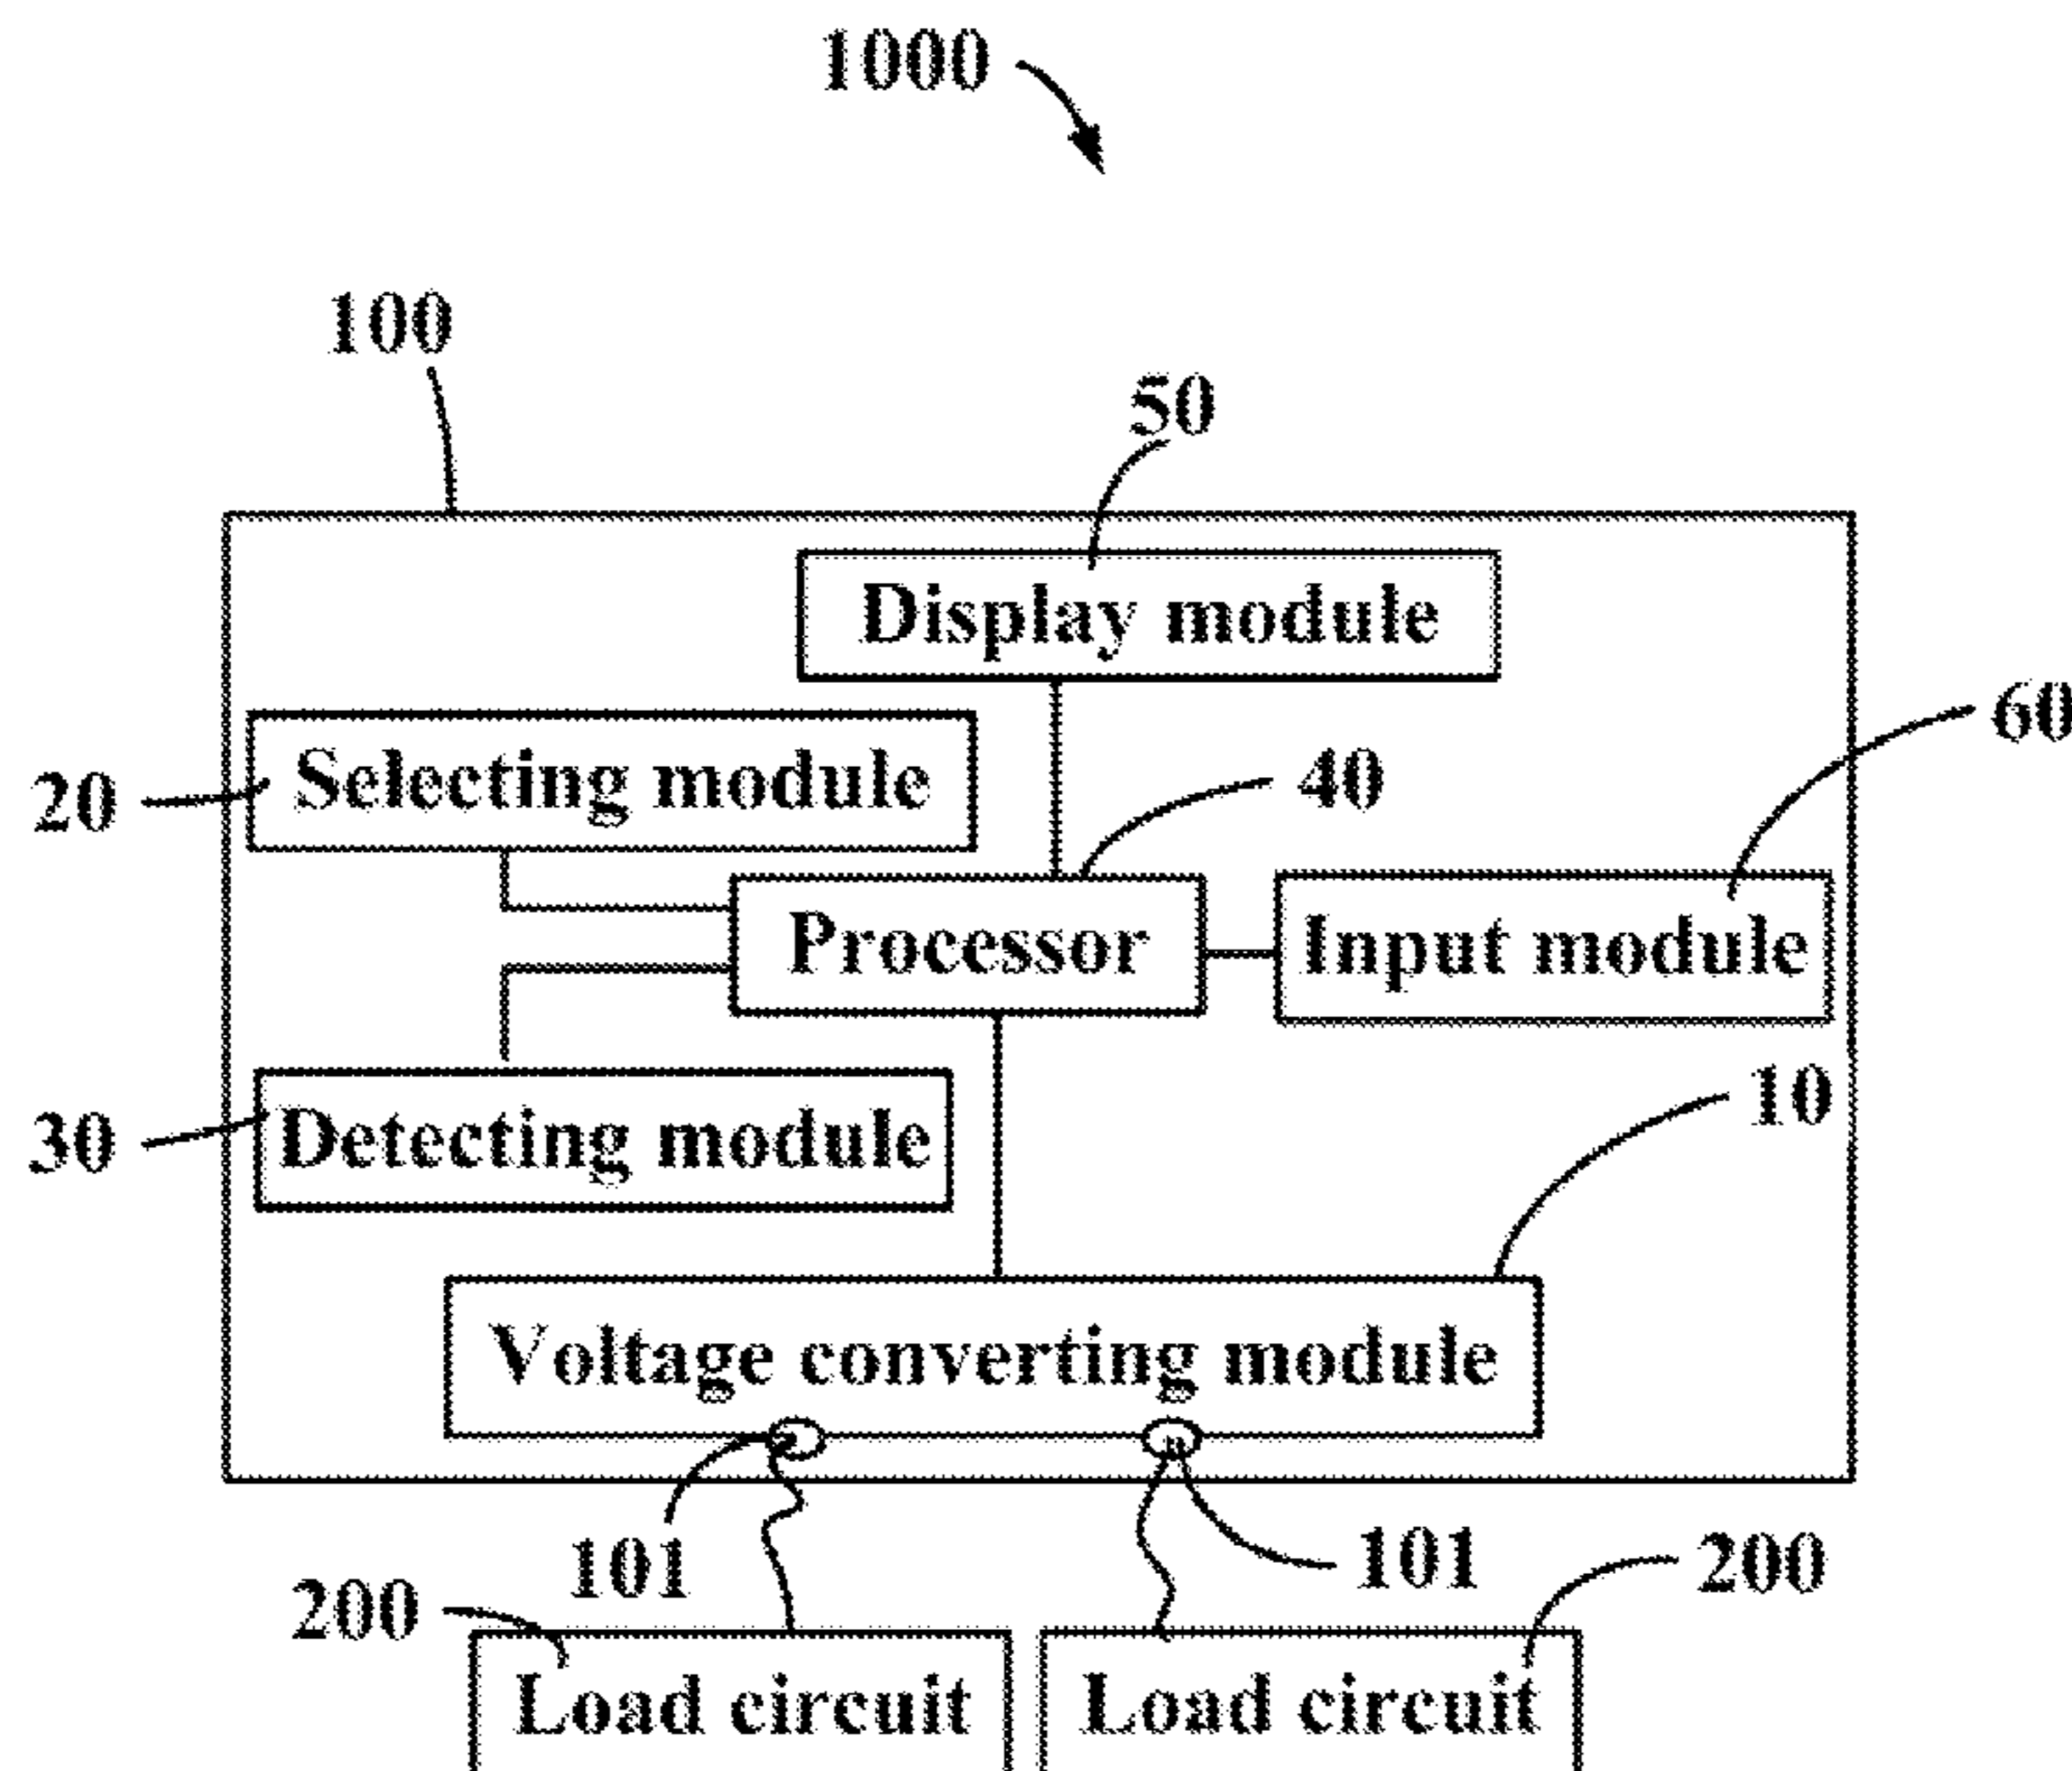 1000
100
50
Display module
60
Selecting module
20
40
Processor
Input module
10
Detecting module
30
Voltage converting module
101
101
200
200
Load circuit
Load circuit